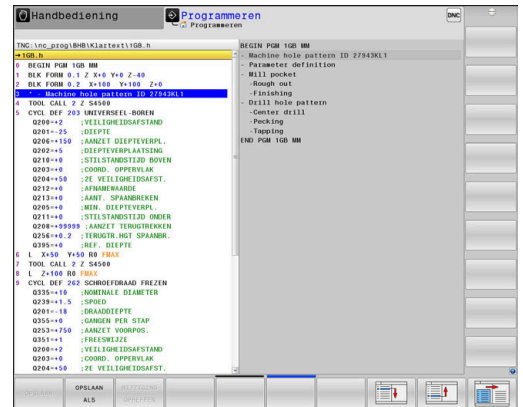 Handbediening
Programmeren
Programmeren
DNC
TNC:\nc_prog\BHB\Klartext\1GB.h
→1GB.h
0 BEGIN PGM 1GB MM
1 BLK FORM 0.1 Z X+0 Y+0 Z-40
2 BLK FORM 0.2 X+100 Y+100 Z+0
3 * - Machine hole pattern ID 27943KL1
4 TOOL CALL 2 Z S4500
5 CYCL DEF 203 UNIVERSEEL-BOREN
Q200=+2 ;VEILIGHEIDSAFSTAND
Q201=-25 ;DIEPTE
Q206=+150 ;AANZET DIEPTEVERPL.
Q202=+5 ;DIEPTEVERPLAATSING
Q210=+0 ;STILSTANDSTIJD BOVEN
Q203=+0 ;COORD. OPPERVLAK
Q204=+50 ;2E VEILIGHEIDSAFST.
Q212=+0 ;AFNAMEWAARDE
Q213=+0 ;AANT. SPAANBREKEN
Q205=+0 ;MIN. DIEPTEVERPL.
Q211=+0 ;STILSTANDSTIJD ONDER
Q208=+99999 ;AANZET TERUGTREKKEN
Q256=+0.2 ;TERUGTR.HGT SPAANBR.
Q395=+0 ;REF. DIEPTE
6 L X+50 Y+50 R0 FMAX
7 TOOL CALL 2 Z S4500
8 L Z+100 R0 FMAX
9 CYCL DEF 262 SCHROEFDRAAD FREZEN
Q335=+10 ;NOMINALE DIAMETER
Q239=+1.5 ;SPOED
Q201=-18 ;DRAADDIEPTE
Q355=+0 ;GANGEN PER STAP
Q253=+750 ;AANZET VOORPOS.
Q351=+1 ;FREESWIJZE
Q200=+2 ;VEILIGHEIDSAFSTAND
Q203=+0 ;COORD. OPPERVLAK
Q204=+50 ;2E VEILIGHEIDSAFST.
BEGIN PGM 1GB MM
- Machine hole pattern ID 27943KL1
- Parameter definition
- Mill pocket
-Rough out
-Finishing
- Drill hole pattern
-Center drill
-Pecking
-Tapping
END PGM 1GB MM
OPSLAAN
OPSLAAN
ALS
WIJZIGING
OPHEFFEN